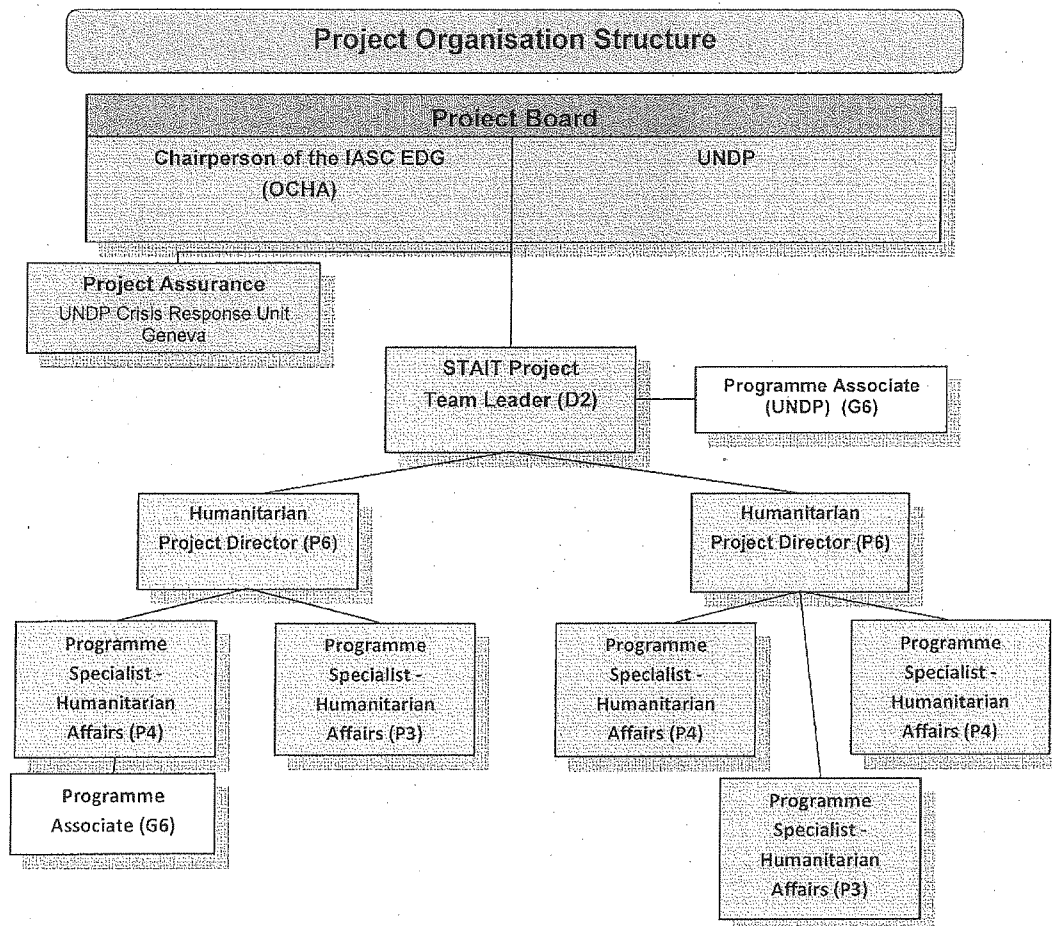 Project Organisation Structure
Project Board
Chairperson of the IASC EDG
(OCHA)
UNDP
Project Assurance
UNDP Crisis Response Unit
Geneva
STAIT Project
Team Leader (D2)
Programme Associate
(UNDP) (G6)
Humanitarian
Project Director (P6)
Humanitarian
Project Director (P6)
Programme
Specialist -
Humanitarian
Affairs (P4)
Programme
Specialist -
Humanitarian
Affairs (P3)
Programme
Specialist -
Humanitarian
Affairs (P4)
Programme
Specialist -
Humanitarian
Affairs (P4)
Programme
Associate (G6)
Programme
Specialist -
Humanitarian
Affairs (P3)